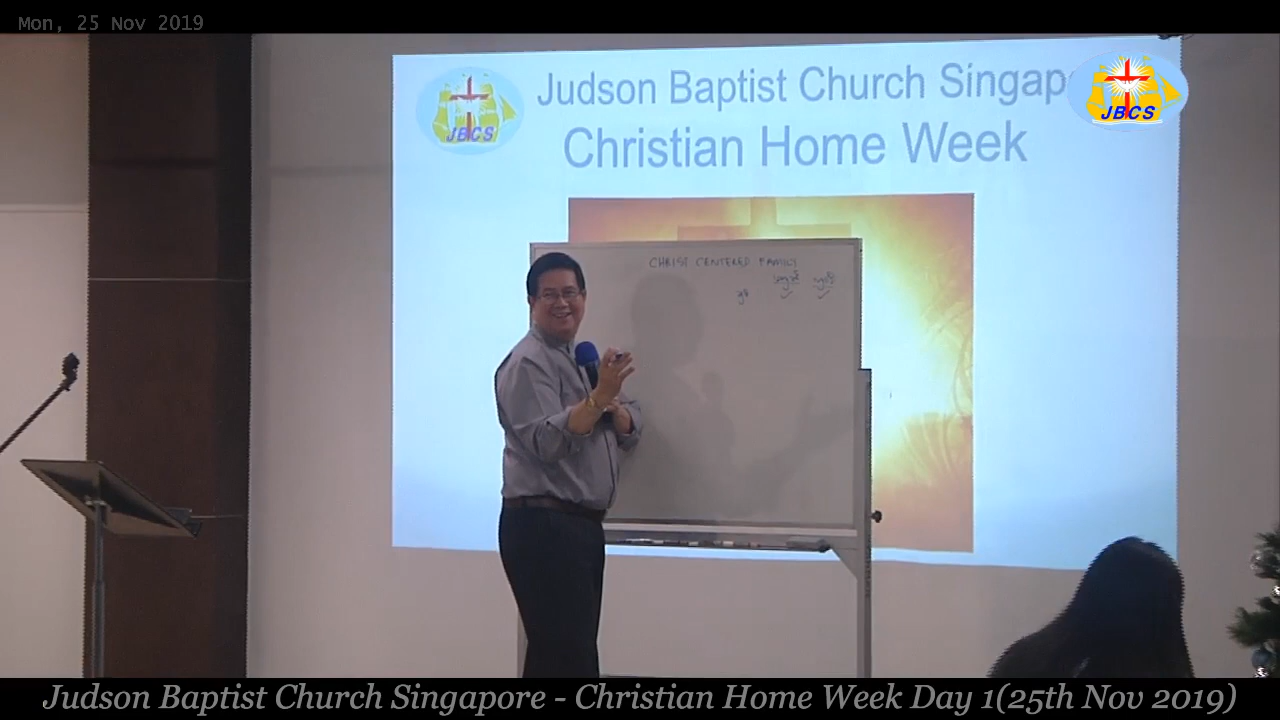 Mon, 25 Nov 2019
Judson Baptist Church Singap
JBCS
JBCS
Christian Home Week
CHRIST CENTERED FAMILY
Judson Baptist Church Singapore - Christian Home Week Day 1(25th Nov 2019)